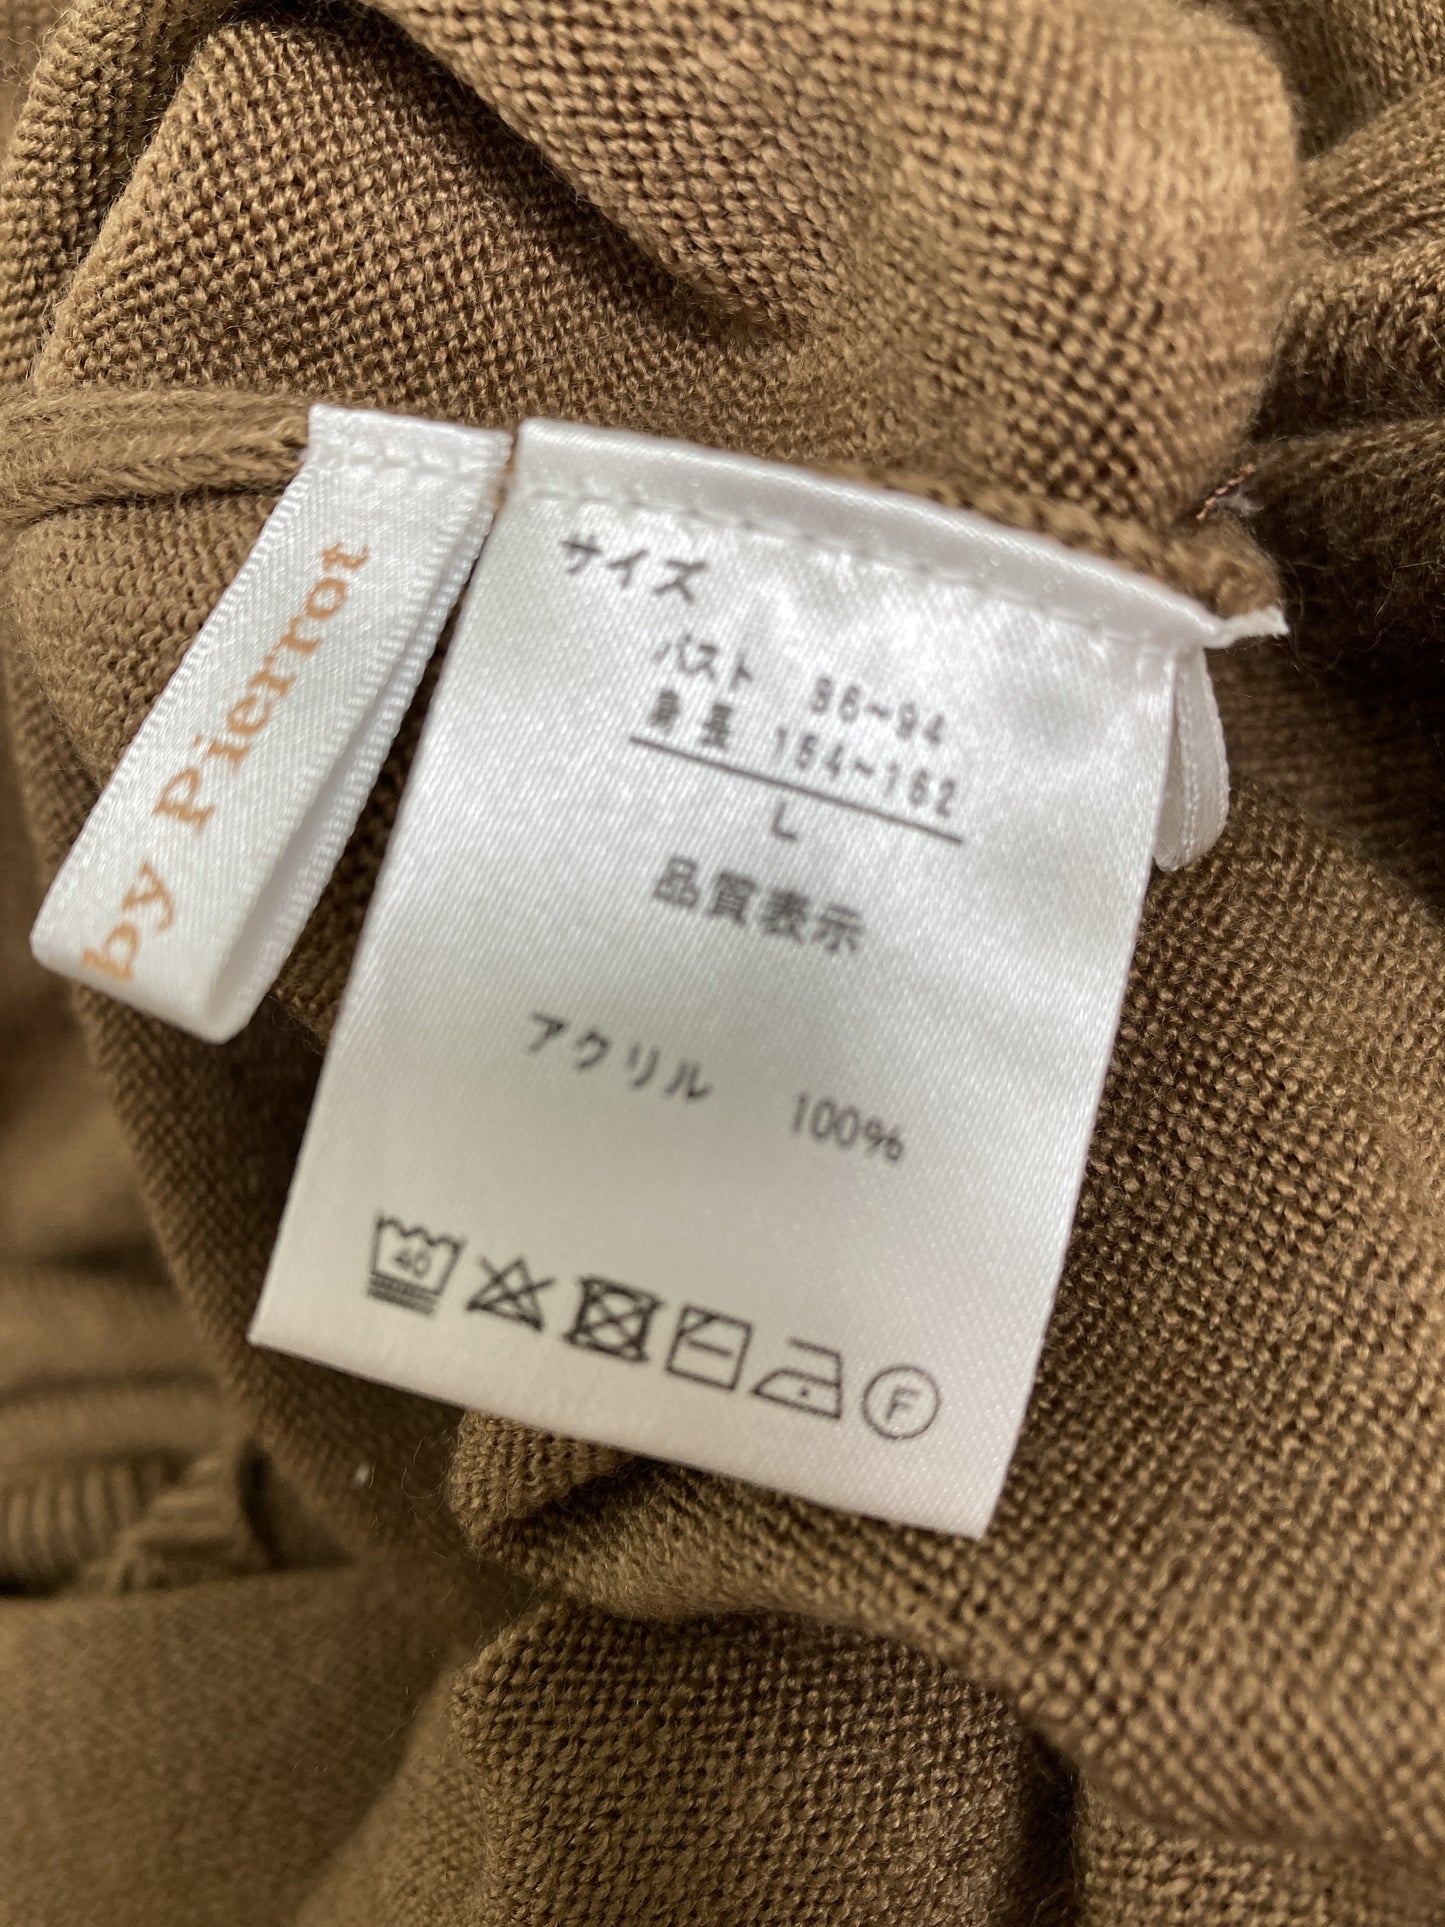 by Pierrot
サイズ
バスト 86~94
身長 154~162
L
品質表示
アクリル 100%
40
F